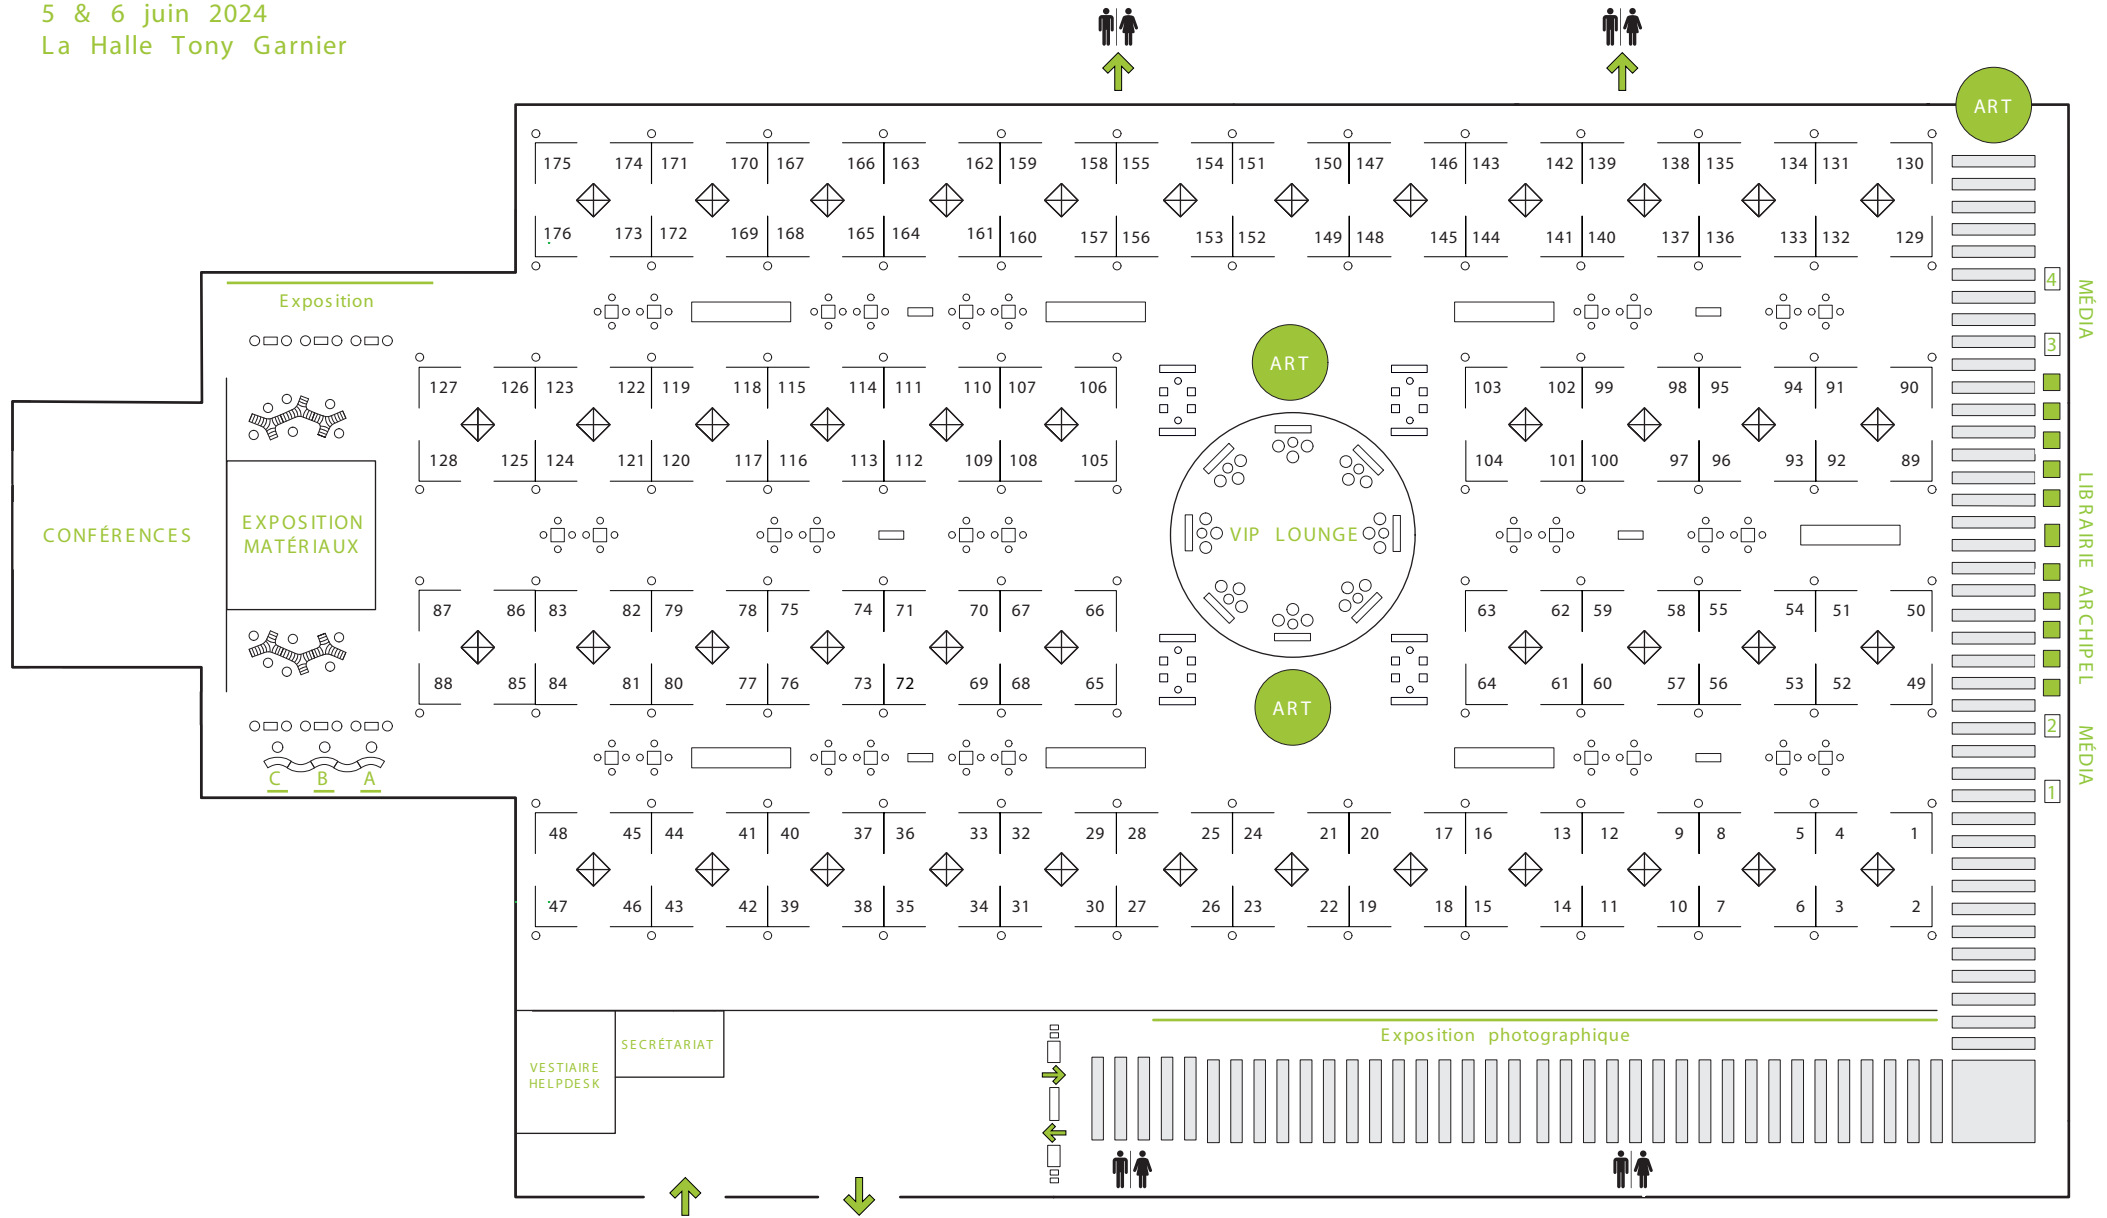 5 & 6 juin 2024
La Halle Tony Garnier
ART
175 174 171 170 167 166 163 162 159 158 155 154 151 150 147 146 143 142 139 138 135 134 131 130
176 173 172 169 168 165 164 161 160 157 156 153 152 149 148 145 144 141 140 137 136 133 132 129
Exposition
4
MÉDIA
3
ART
127 126 123 122 119 118 115 114 111 110 107 106 103 102 99 98 95 94 91 90
128 125 124 121 120 117 116 113 112 109 108 105 104 101 100 97 96 93 92 89
CONFÉRENCES
EXPOSITION
MATÉRIAUX
VIP LOUNGE
LIBRAIRIE ARCHIPEL
87 86 83 82 79 78 75 74 71 70 67 66 63 62 59 58 55 54 51 50
88 85 84 81 80 77 76 73 72 69 68 65 64 61 60 57 56 53 52 49
ART
2
MÉDIA
1
C B A
48 45 44 41 40 37 36 33 32 29 28 25 24 21 20 17 16 13 12 9 8 5 4 1
47 46 43 42 39 38 35 34 31 30 27 26 23 22 19 18 15 14 11 10 7 6 3 2
Exposition photographique
SECRÉTARIAT
VESTIAIRE
HELPDESK